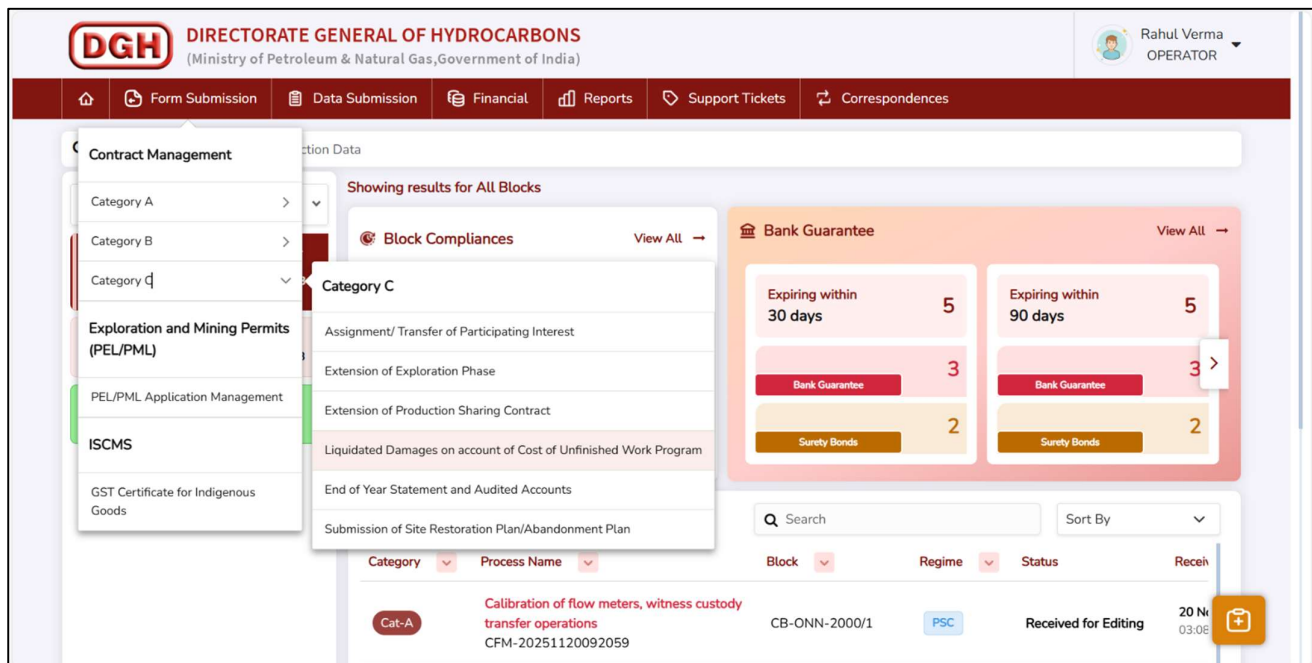 DGH
DIRECTORATE GENERAL OF HYDROCARBONS
(Ministry of Petroleum & Natural Gas,Government of India)
Rahul Verma
OPERATOR
Form Submission
Data Submission
Financial
Reports
Support Tickets
Correspondences
Contract Management
Category A
Category B
Category C
Exploration and Mining Permits
(PEL/PML)
PEL/PML Application Management
ISCMS
GST Certificate for Indigenous
Goods
Data
Showing results for All Blocks
Block Compliances
View All →
Category C
Assignment/ Transfer of Participating Interest
Extension of Exploration Phase
Extension of Production Sharing Contract
Liquidated Damages on account of Cost of Unfinished Work Program
End of Year Statement and Audited Accounts
Submission of Site Restoration Plan/Abandonment Plan
Bank Guarantee
View All →
Expiring within
30 days
5
3
Bank Guarantee
2
Surety Bonds
Expiring within
90 days
5
3
Bank Guarantee
2
Surety Bonds
Search
Sort By
Category
Process Name
Block
Regime
Status
Cat-A
Calibration of flow meters, witness custody
transfer operations
CFM-20251120092059
CB-ONN-2000/1
PSC
Received for Editing
20